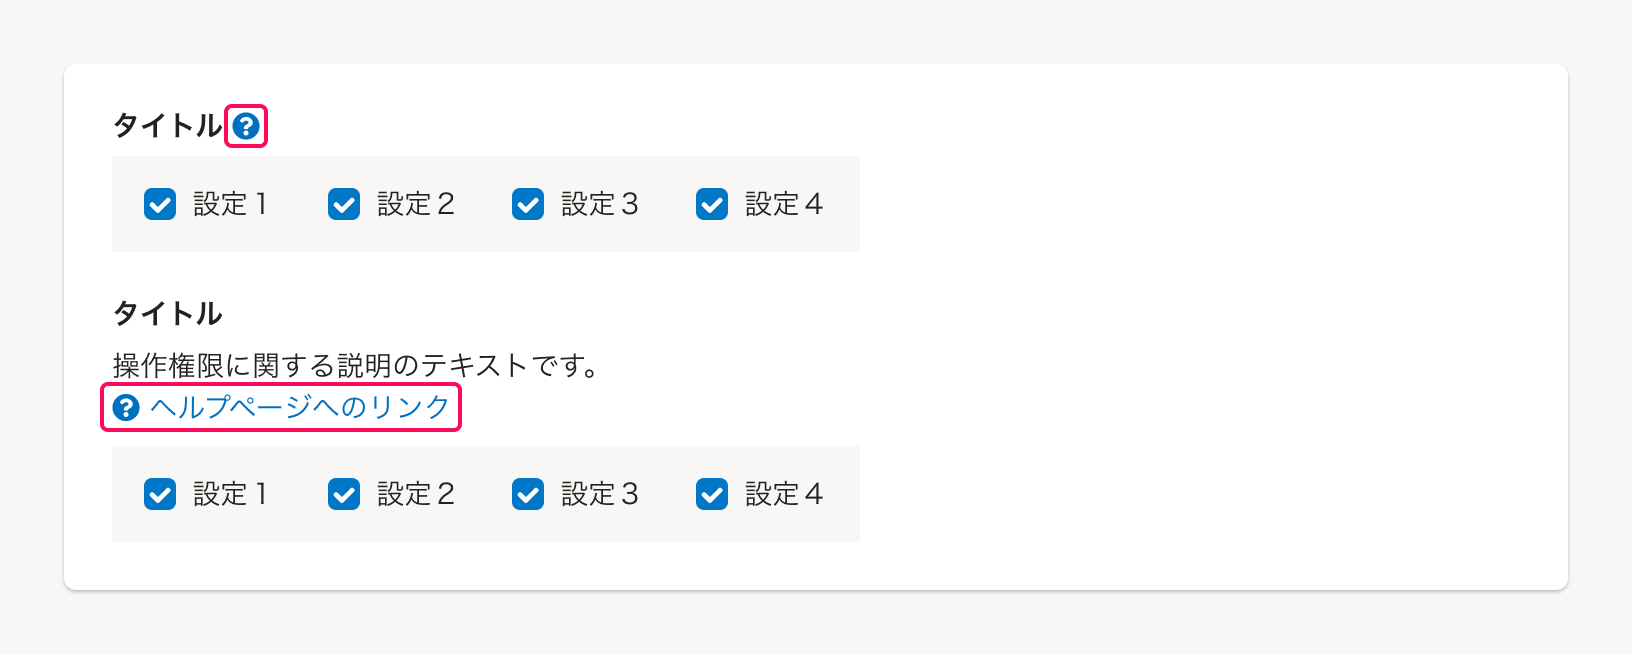 タイトル ?
設定１ 設定２ 設定３ 設定４
タイトル
操作権限に関する説明のテキストです。
? ヘルプページへのリンク
設定１ 設定２ 設定３ 設定４